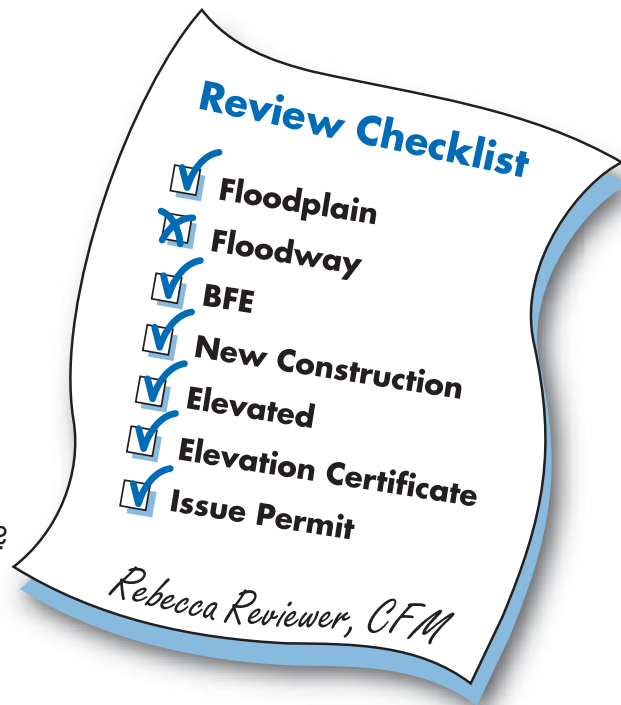 Review Checklist
Floodplain
Floodway
BFE
New Construction
Elevated
Elevation Certificate
Issue Permit
Rebecca Reviewer, CFM